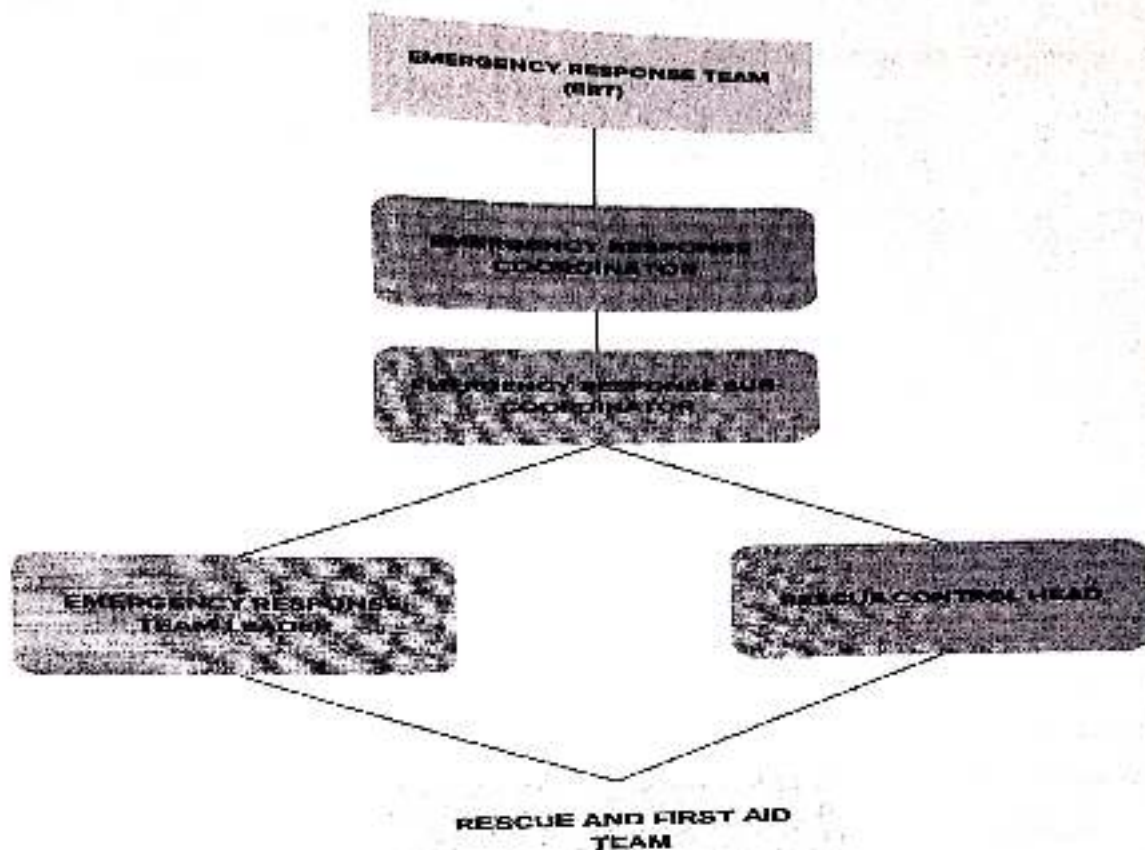 EMERGENCY RESPONSE TEAM
(ERT)
EMERGENCY RESPONSE
COORDINATOR
EMERGENCY RESPONSE SUB-
COORDINATOR
EMERGENCY RESPONSE
TEAM LEADER
RESCUE CONTROL HEAD
RESCUE AND FIRST AID
TEAM